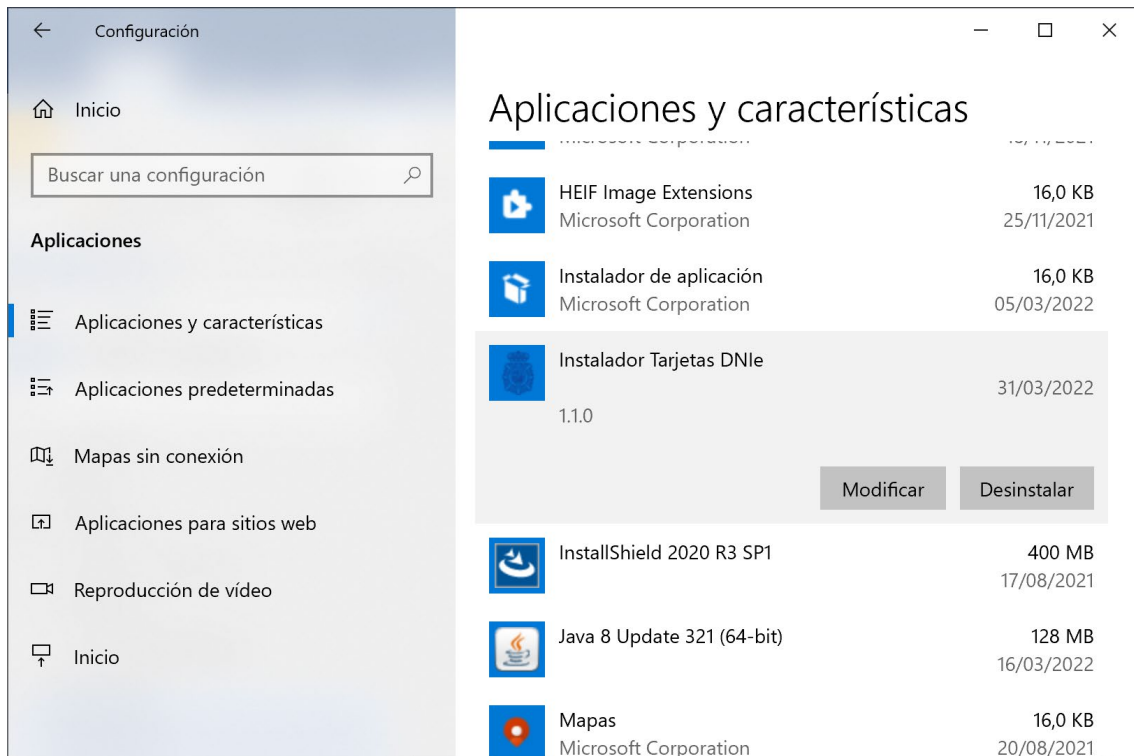 Configuración
Inicio
Buscar una configuración
Aplicaciones
Aplicaciones y características
Aplicaciones predeterminadas
Mapas sin conexión
Aplicaciones para sitios web
Reproducción de vídeo
Inicio
Aplicaciones y características
Microsoft Corporation
HEIF Image Extensions 16,0 KB
Microsoft Corporation 25/11/2021
Instalador de aplicación 16,0 KB
Microsoft Corporation 05/03/2022
Instalador Tarjetas DNIe
31/03/2022
1.1.0
Modificar Desinstalar
InstallShield 2020 R3 SP1 400 MB
17/08/2021
Java 8 Update 321 (64-bit) 128 MB
16/03/2022
Mapas 16,0 KB
Microsoft Corporation 20/08/2021